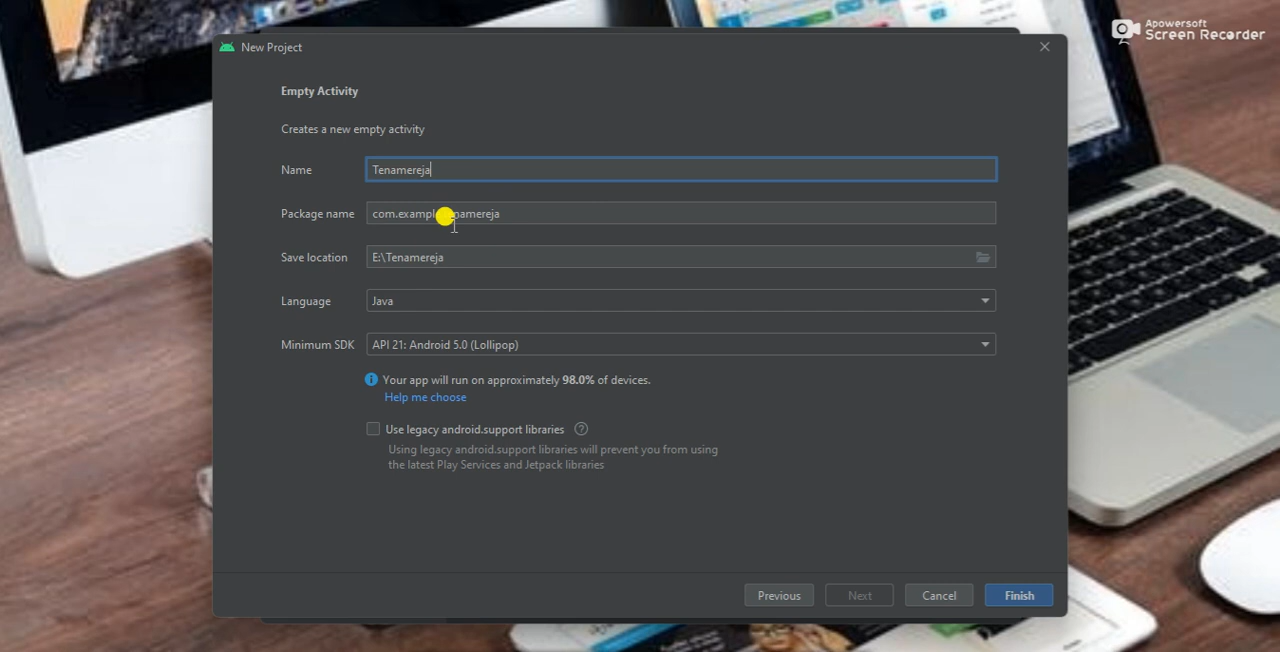 Apowersoft
Screen Recorder
New Project
Empty Activity
Creates a new empty activity
Name Tenamereja
Package name com.exampl namereja
Save location E:\Tenamereja
Language Java
Minimum SDK API 21: Android 5.0 (Lollipop)
Your app will run on approximately 98.0% of devices.
Help me choose
Use legacy android.support libraries ?
Using legacy android.support libraries will prevent you from using
the latest Play Services and Jetpack libraries
Previous Next Cancel Finish